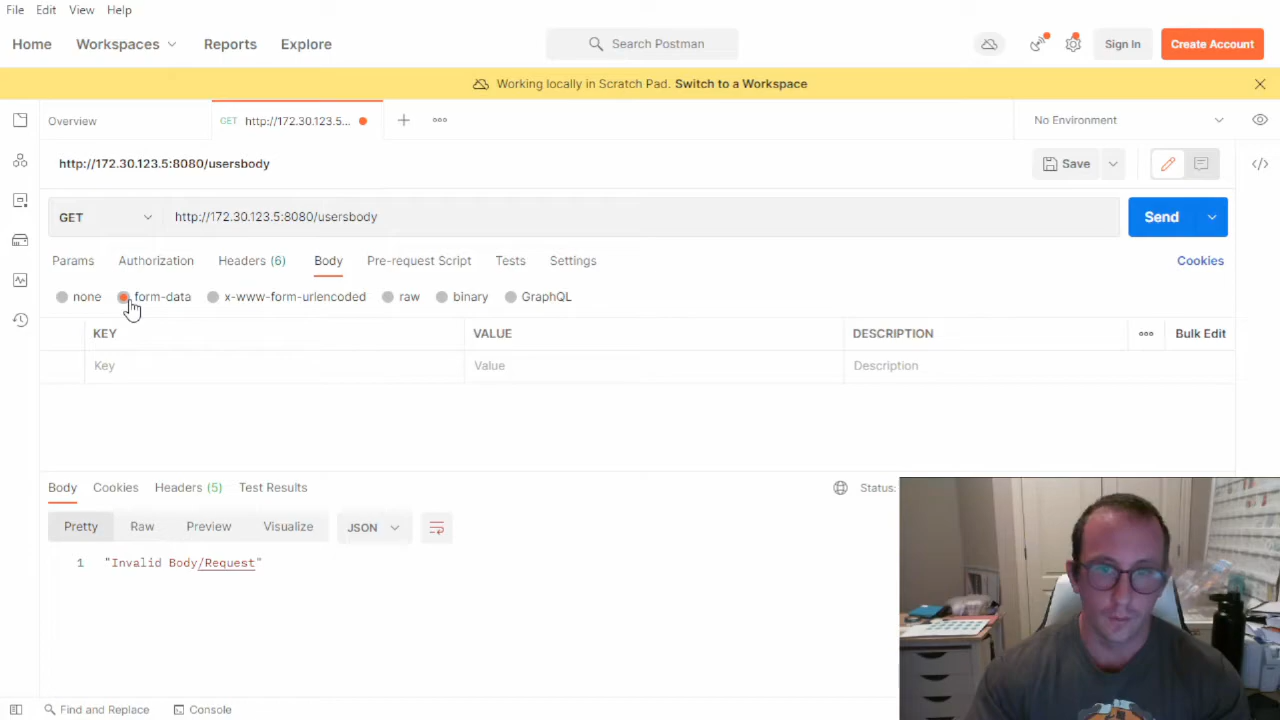 File Edit View Help
Home Workspaces Reports Explore Search Postman Sign In Create Account
Working locally in Scratch Pad. Switch to a Workspace
Overview GET http://172.30.123.5... No Environment
http://172.30.123.5:8080/usersbody Save
GET http://172.30.123.5:8080/usersbody Send
Params Authorization Headers (6) Body Pre-request Script Tests Settings Cookies
none form-data x-www-form-urlencoded raw binary GraphQL
KEY VALUE DESCRIPTION Bulk Edit
Key Value Description
Body Cookies Headers (5) Test Results Status:
Pretty Raw Preview Visualize JSON
1 "Invalid Body/Request"
Find and Replace Console